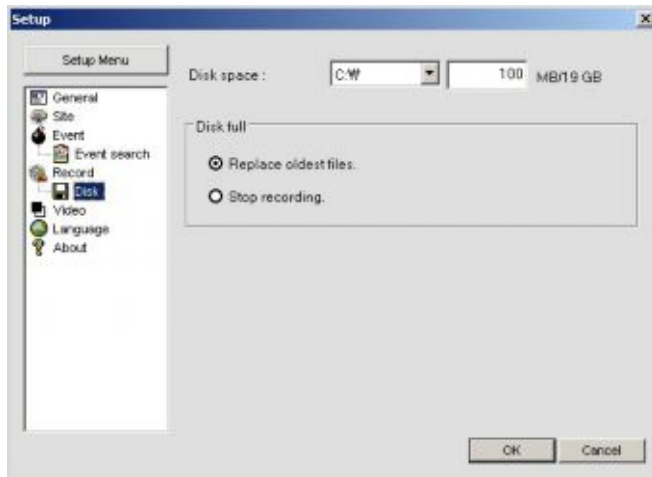 Setup
Setup Menu
General
Site
Event
Event search
Record
Disk
Video
Language
About
Disk space :
C:₩
100
MB/19 GB
Disk full
Replace oldest files.
Stop recording.
OK
Cancel